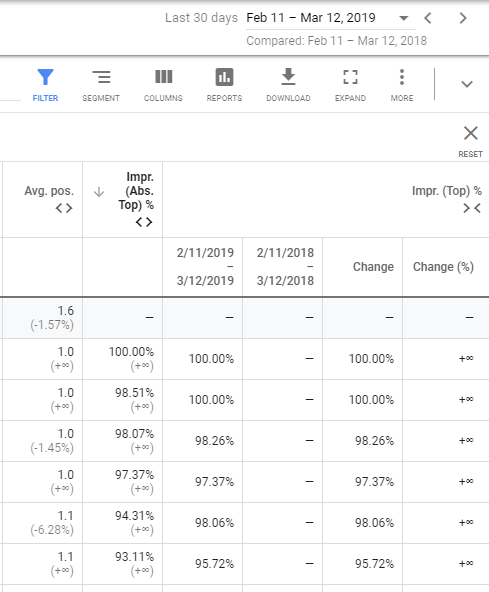 Last 30 days Feb 11 – Mar 12, 2019
Compared: Feb 11 – Mar 12, 2018
FILTER SEGMENT COLUMNS REPORTS DOWNLOAD EXPAND MORE
RESET
Avg. pos. Impr. (Abs. Top) % Impr. (Top) %
2/11/2019 – 3/12/2019 2/11/2018 – 3/12/2018 Change Change (%)
1.6 — — — — —
(-1.57%)
1.0 100.00% 100.00% — 100.00% +∞
(+∞) (+∞)
1.0 98.51% 100.00% — 100.00% +∞
(+∞) (+∞)
1.0 98.07% 98.26% — 98.26% +∞
(-1.45%) (+∞)
1.0 97.37% 97.37% — 97.37% +∞
(+∞) (+∞)
1.1 94.31% 98.06% — 98.06% +∞
(-6.28%) (+∞)
1.1 93.11% 95.72% — 95.72% +∞
(+∞) (+∞)